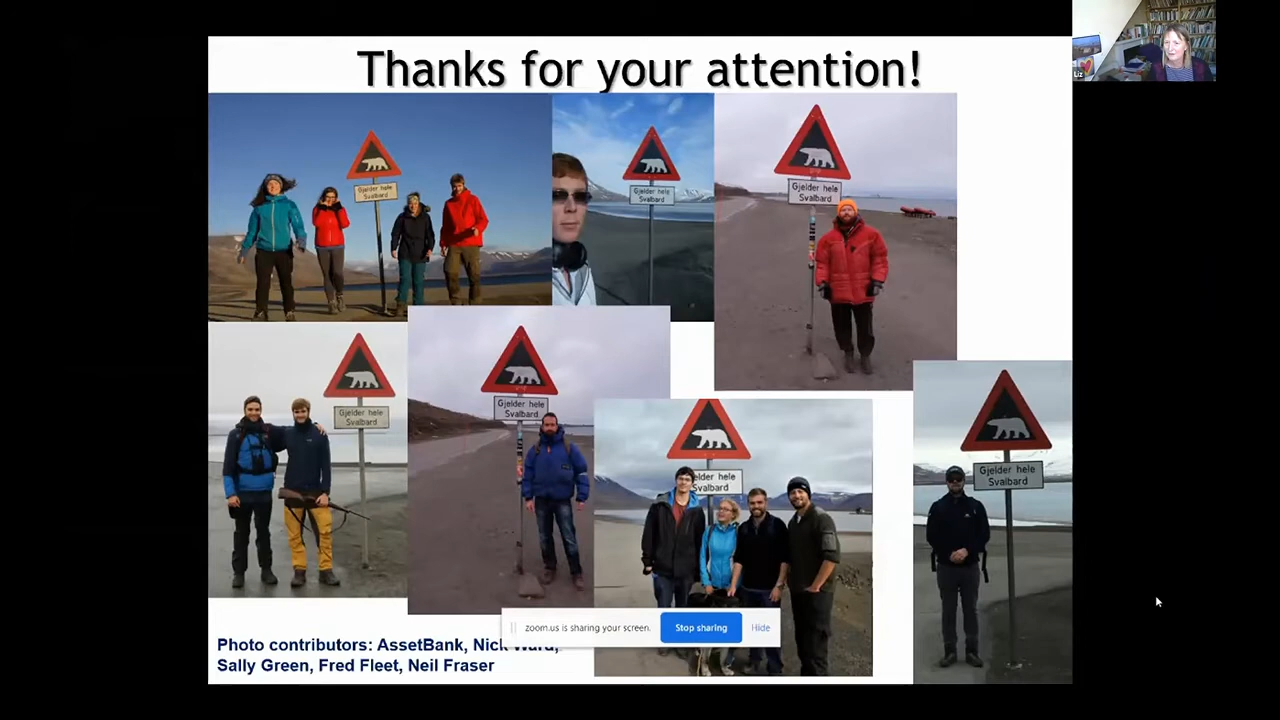 Thanks for your attention!
Liz
Gjelder hele
Svalbard
Gjelder hele
Svalbard
Gjelder hele
Svalbard
Gjelder hele
Svalbard
Gjelder hele
Svalbard
elder hele
Svalbard
Gjelder hele
Svalbard
zoom.us is sharing your screen.
Stop sharing
Hide
Photo contributors: AssetBank, Nick Ward,
Sally Green, Fred Fleet, Neil Fraser